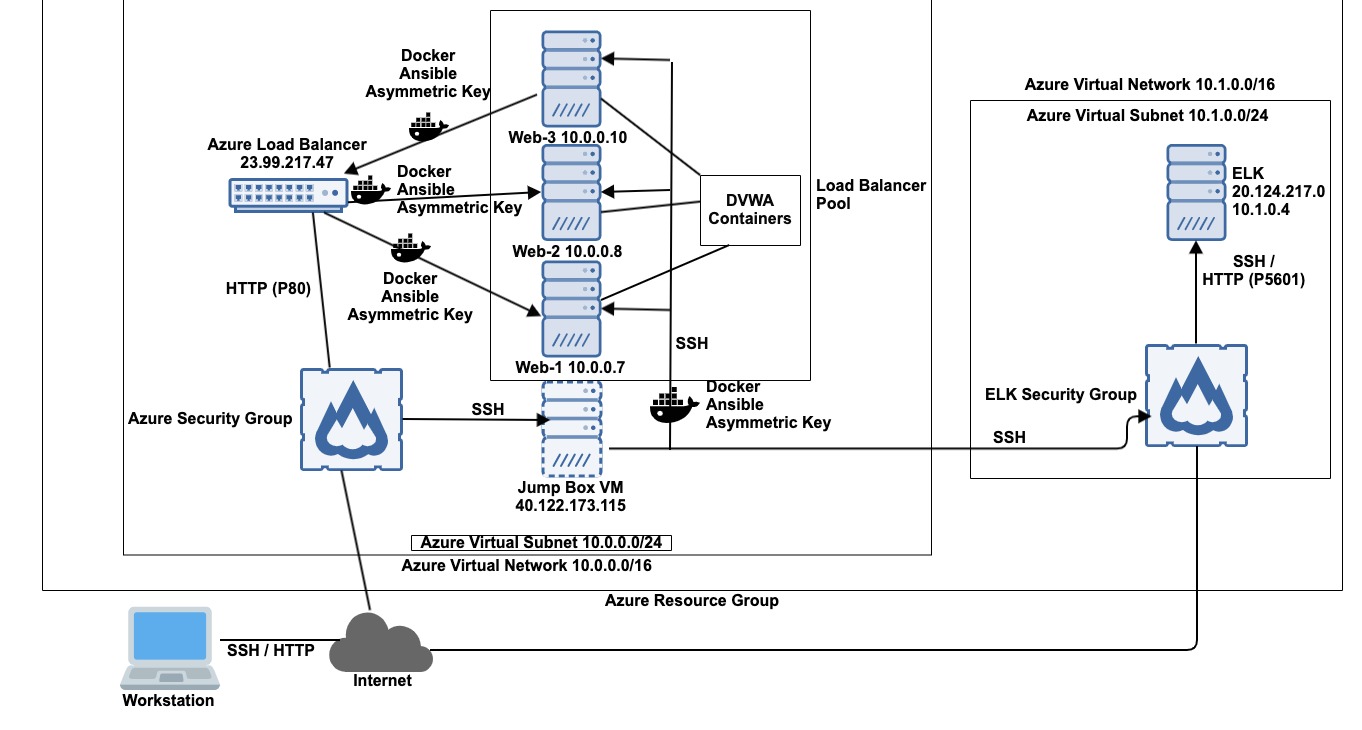 Docker
Ansible
Asymmetric Key
Web-3 10.0.0.10
Azure Load Balancer
23.99.217.47
Docker
Ansible
Asymmetric Key
Web-2 10.0.0.8
DVWA
Containers
Load Balancer
Pool
Docker
Ansible
Asymmetric Key
HTTP (P80)
Web-1 10.0.0.7
SSH
Docker
Ansible
Asymmetric Key
Azure Security Group
SSH
Jump Box VM
40.122.173.115
Azure Virtual Subnet 10.0.0.0/24
Azure Virtual Network 10.0.0.0/16
Azure Virtual Network 10.1.0.0/16
Azure Virtual Subnet 10.1.0.0/24
ELK
20.124.217.0
10.1.0.4
SSH /
HTTP (P5601)
ELK Security Group
SSH
Azure Resource Group
SSH / HTTP
Internet
Workstation